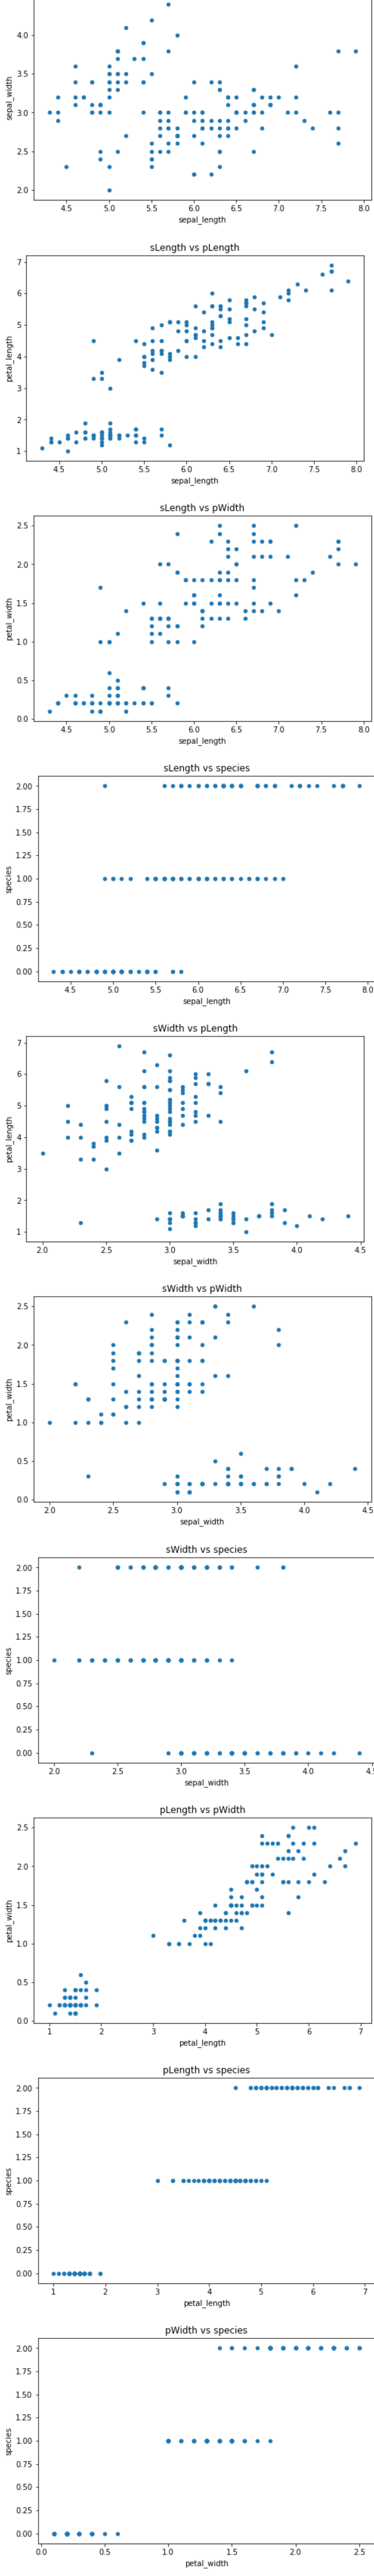 4.0
3.5
3.0
2.5
2.0
sepal_width
4.5 5.0 5.5 6.0 6.5 7.0 7.5 8.0
sepal_length
sLength vs pLength
7
6
5
4
3
2
1
petal_length
4.5 5.0 5.5 6.0 6.5 7.0 7.5 8.0
sepal_length
sLength vs pWidth
2.5
2.0
1.5
1.0
0.5
0.0
petal_width
4.5 5.0 5.5 6.0 6.5 7.0 7.5 8.0
sepal_length
sLength vs species
2.00
1.75
1.50
1.25
1.00
0.75
0.50
0.25
0.00
species
4.5 5.0 5.5 6.0 6.5 7.0 7.5 8.0
sepal_length
sWidth vs pLength
7
6
5
4
3
2
1
petal_length
2.0 2.5 3.0 3.5 4.0 4.5
sepal_width
sWidth vs pWidth
2.5
2.0
1.5
1.0
0.5
0.0
petal_width
2.0 2.5 3.0 3.5 4.0 4.5
sepal_width
sWidth vs species
2.00
1.75
1.50
1.25
1.00
0.75
0.50
0.25
0.00
species
2.0 2.5 3.0 3.5 4.0 4.5
sepal_width
pLength vs pWidth
2.5
2.0
1.5
1.0
0.5
0.0
petal_width
1 2 3 4 5 6 7
petal_length
pLength vs species
2.00
1.75
1.50
1.25
1.00
0.75
0.50
0.25
0.00
species
1 2 3 4 5 6 7
petal_length
pWidth vs species
2.00
1.75
1.50
1.25
1.00
0.75
0.50
0.25
0.00
species
0.0 0.5 1.0 1.5 2.0 2.5
petal_width